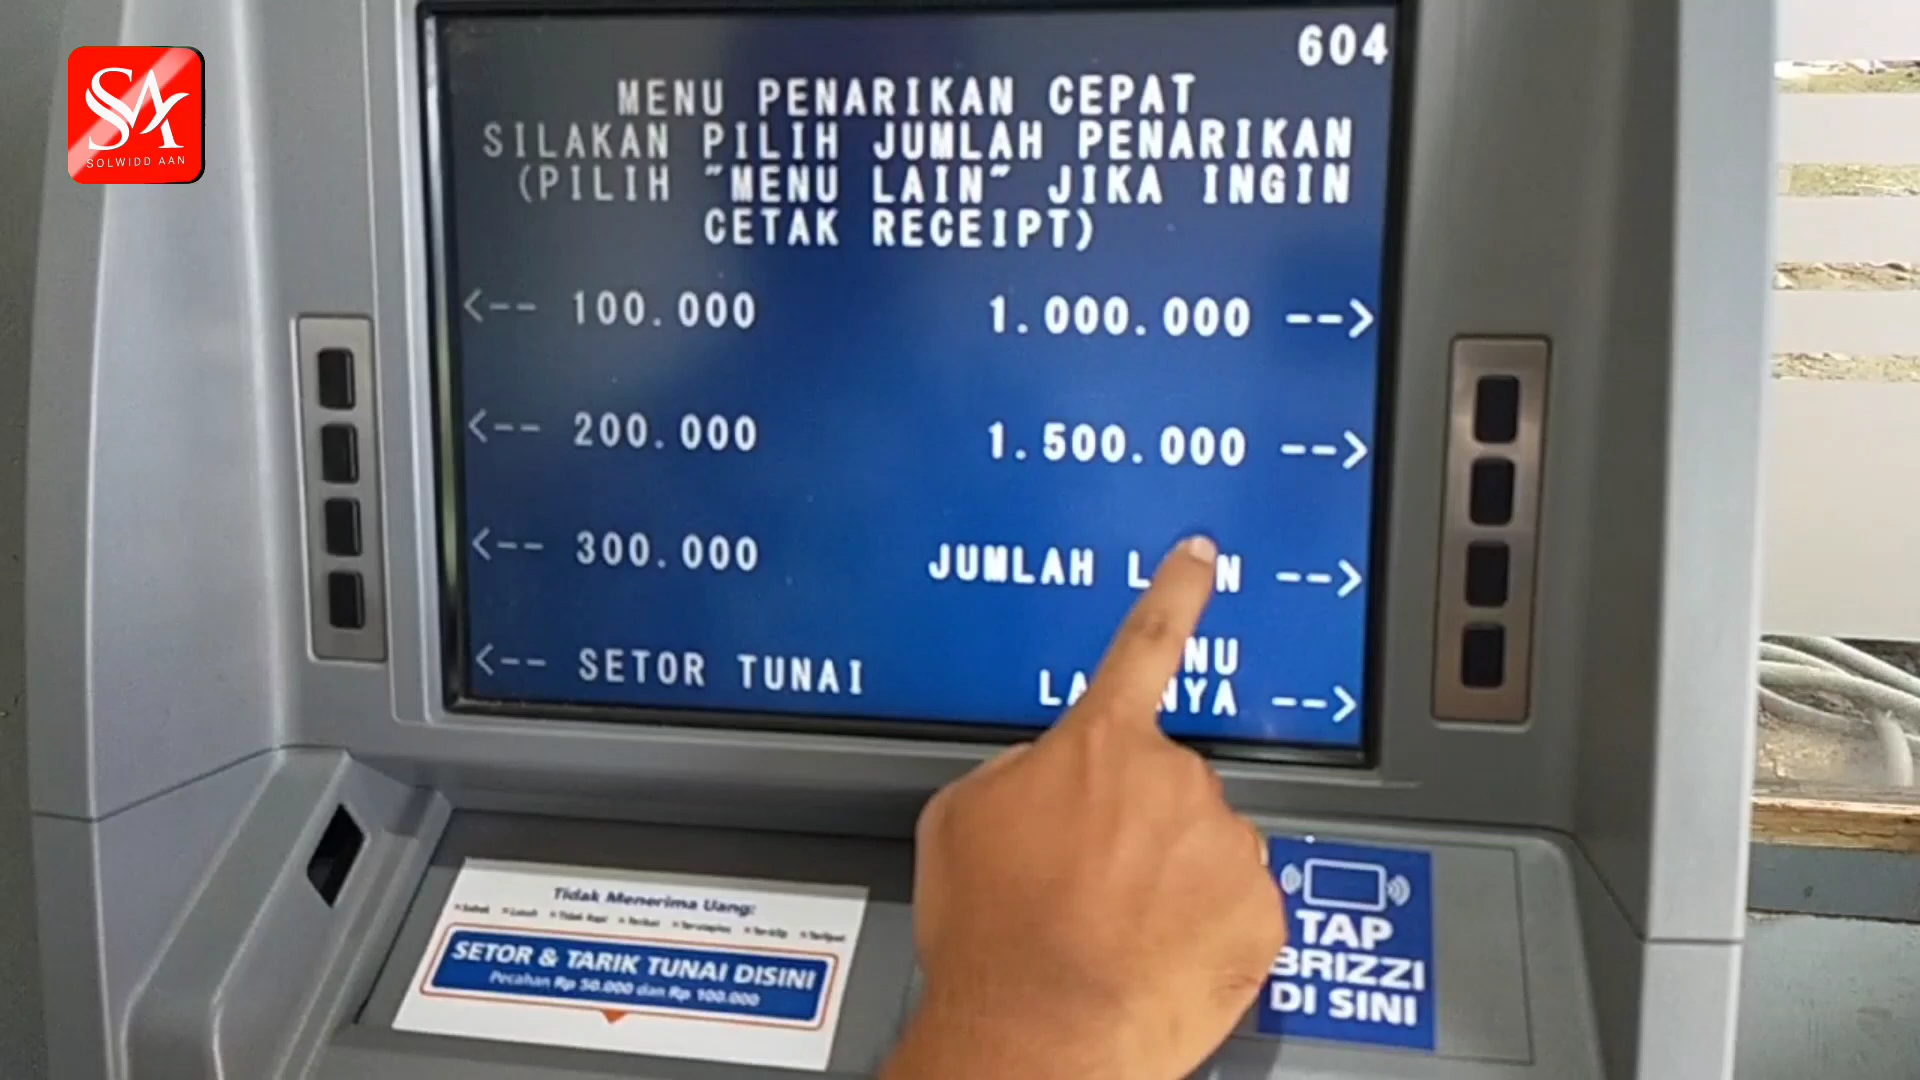 SA
SOLWIDD AAN
604
MENU PENARIKAN CEPAT
SILAKAN PILIH JUMLAH PENARIKAN
(PILIH "MENU LAIN" JIKA INGIN
CETAK RECEIPT)
<-- 100.000
1.000.000 -->
<-- 200.000
1.500.000 -->
<-- 300.000
JUMLAH L N -->
<-- SETOR TUNAI
NU
LA NYA -->
Tidak Menerima Uang:
SETOR & TARIK TUNAI DISINI
Pecahan Rp 50.000 dan Rp 100.000
TAP
BRIZZI
DI SINI